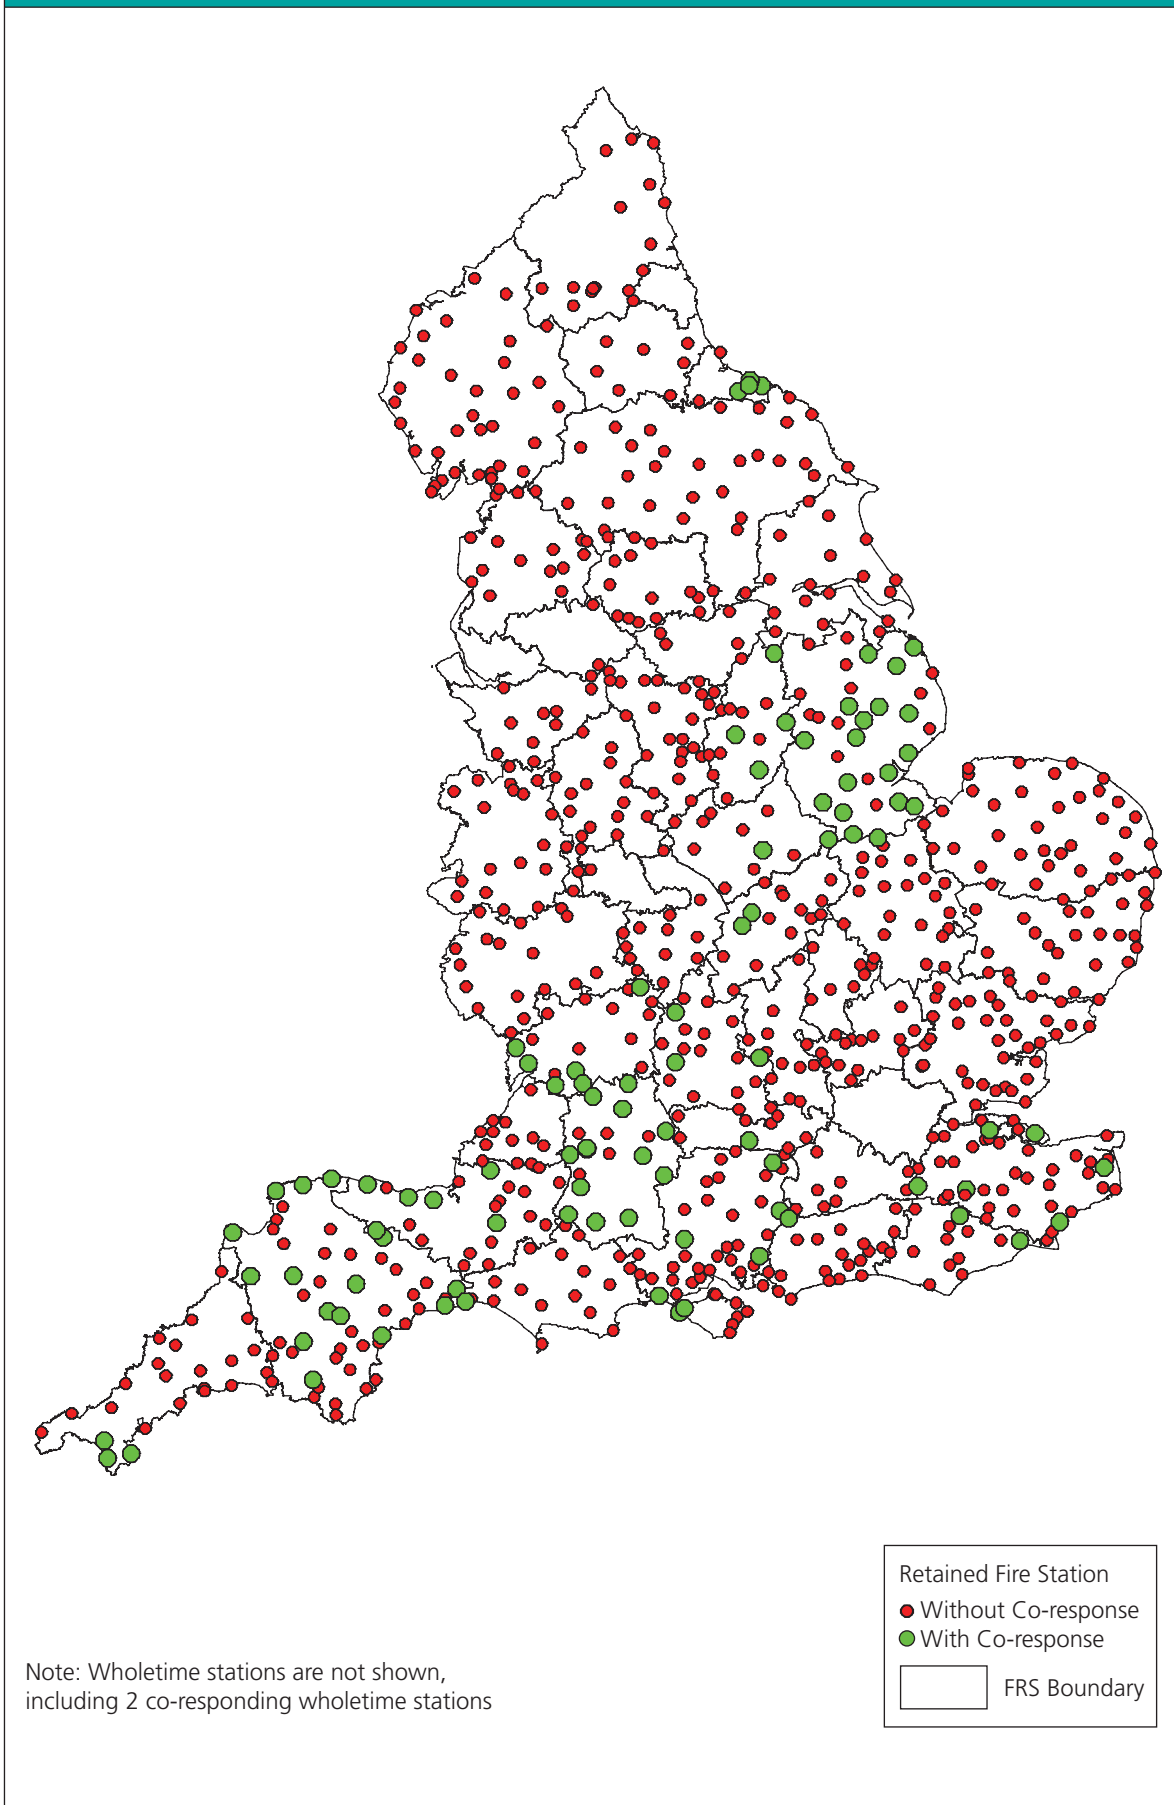 Retained Fire Station
Without Co-response
With Co-response
FRS Boundary
Note: Wholetime stations are not shown,
including 2 co-responding wholetime stations